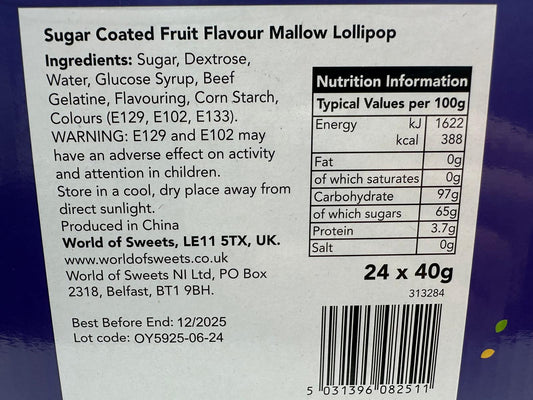 Sugar Coated Fruit Flavour Mallow Lollipop
Ingredients: Sugar, Dextrose,
Water, Glucose Syrup, Beef
Gelatine, Flavouring, Corn Starch,
Colours (E129, E102, E133).
WARNING: E129 and E102 may
have an adverse effect on activity
and attention in children.
Store in a cool, dry place away from
direct sunlight.
Produced in China
World of Sweets, LE11 5TX, UK.
www.worldofsweets.co.uk
World of Sweets NI Ltd, PO Box
2318, Belfast, BT1 9BH.
Best Before End: 12/2025
Lot code: OY5925-06-24
Nutrition Information
Typical Values per 100g
Energy kJ 1622
kcal 388
Fat 0g
of which saturates 0g
Carbohydrate 97g
of which sugars 65g
Protein 3.7g
Salt 0g
24 x 40g
313284
5 031396 082511